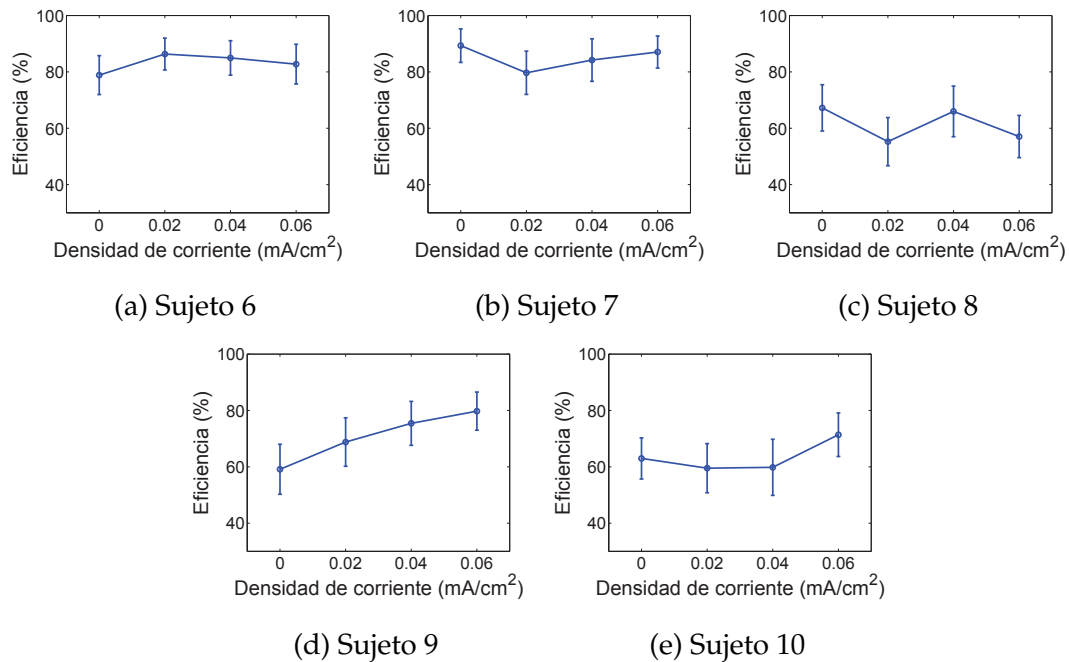 100
80
60
40
Eficiencia (%)
0 0.02 0.04 0.06
Densidad de corriente (mA/cm²)
(a) Sujeto 6
100
80
60
40
Eficiencia (%)
0 0.02 0.04 0.06
Densidad de corriente (mA/cm²)
(b) Sujeto 7
100
80
60
40
Eficiencia (%)
0 0.02 0.04 0.06
Densidad de corriente (mA/cm²)
(c) Sujeto 8
100
80
60
40
Eficiencia (%)
0 0.02 0.04 0.06
Densidad de corriente (mA/cm²)
(d) Sujeto 9
100
80
60
40
Eficiencia (%)
0 0.02 0.04 0.06
Densidad de corriente (mA/cm²)
(e) Sujeto 10